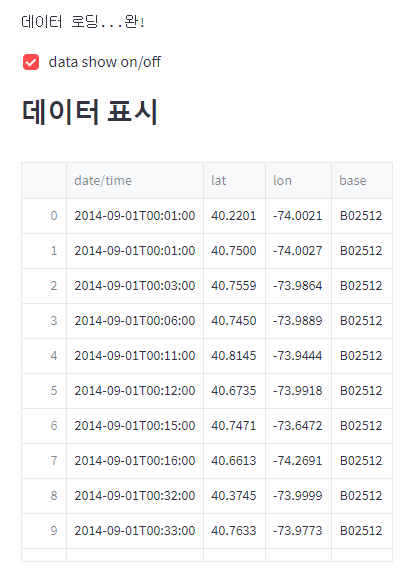 데이터 로딩...완!
data show on/off
데이터 표시
date/time lat lon base
0 2014-09-01T00:01:00 40.2201 -74.0021 B02512
1 2014-09-01T00:01:00 40.7500 -74.0027 B02512
2 2014-09-01T00:03:00 40.7559 -73.9864 B02512
3 2014-09-01T00:06:00 40.7450 -73.9889 B02512
4 2014-09-01T00:11:00 40.8145 -73.9444 B02512
5 2014-09-01T00:12:00 40.6735 -73.9918 B02512
6 2014-09-01T00:15:00 40.7471 -73.6472 B02512
7 2014-09-01T00:16:00 40.6613 -74.2691 B02512
8 2014-09-01T00:32:00 40.3745 -73.9999 B02512
9 2014-09-01T00:33:00 40.7633 -73.9773 B02512